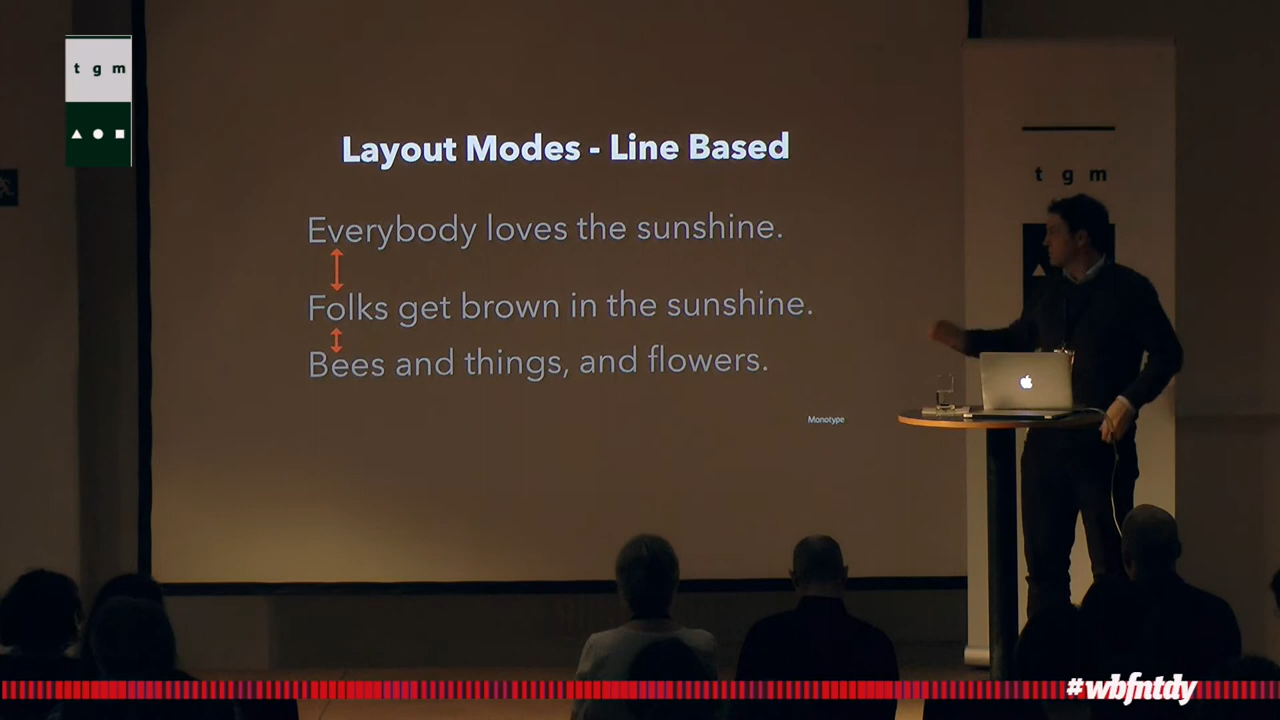 t g m
Layout Modes - Line Based
Everybody loves the sunshine.
Folks get brown in the sunshine.
Bees and things, and flowers.
Monotype
t g m
#wbfntdy